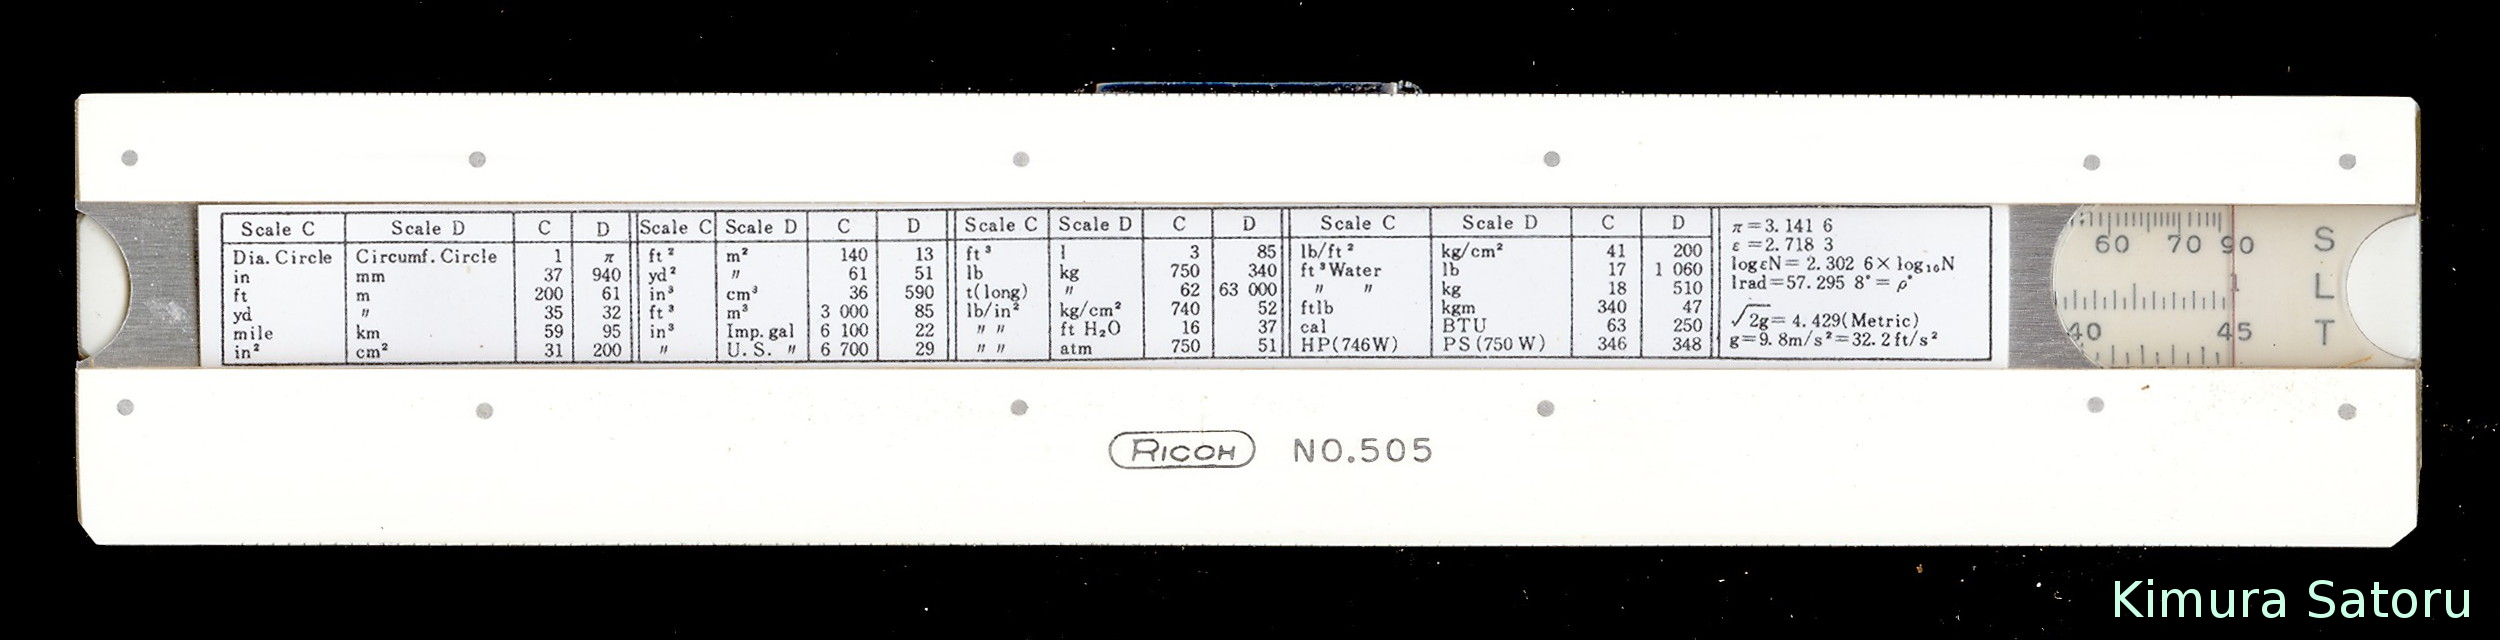 Scale C Scale D C D Scale C Scale D C D Scale C Scale D C D Scale C Scale D C D π=3.141 6
Dia. Circle Circumf. Circle 1 π ft² m² 140 13 ft³ l 3 85 lb/ft² kg/cm² 41 200 ε=2.718 3
in mm 37 940 yd² 〃 61 51 lb kg 750 340 ft³Water lb 17 1 060 logεN=2.302 6×log₁₀N
ft m 200 61 in³ cm³ 36 590 t(long) 〃 62 63 000 〃 〃 kg 18 510 1rad=57.295 8°=ρ°
yd 〃 35 32 ft³ m³ 3 000 85 lb/in² kg/cm² 740 52 ftlb kgm 340 47 √2g=4.429(Metric)
mile km 59 95 in³ Imp. gal 6 100 22 〃 〃 ft H₂O 16 37 cal BTU 63 250 g=9.8m/s²=32.2ft/s²
in² cm² 31 200 〃 U.S. 〃 6 700 29 〃 〃 atm 750 51 HP(746W) PS(750W) 346 348
60 70 90 S
1 L
40 45 T
RICOH NO.505
Kimura Satoru